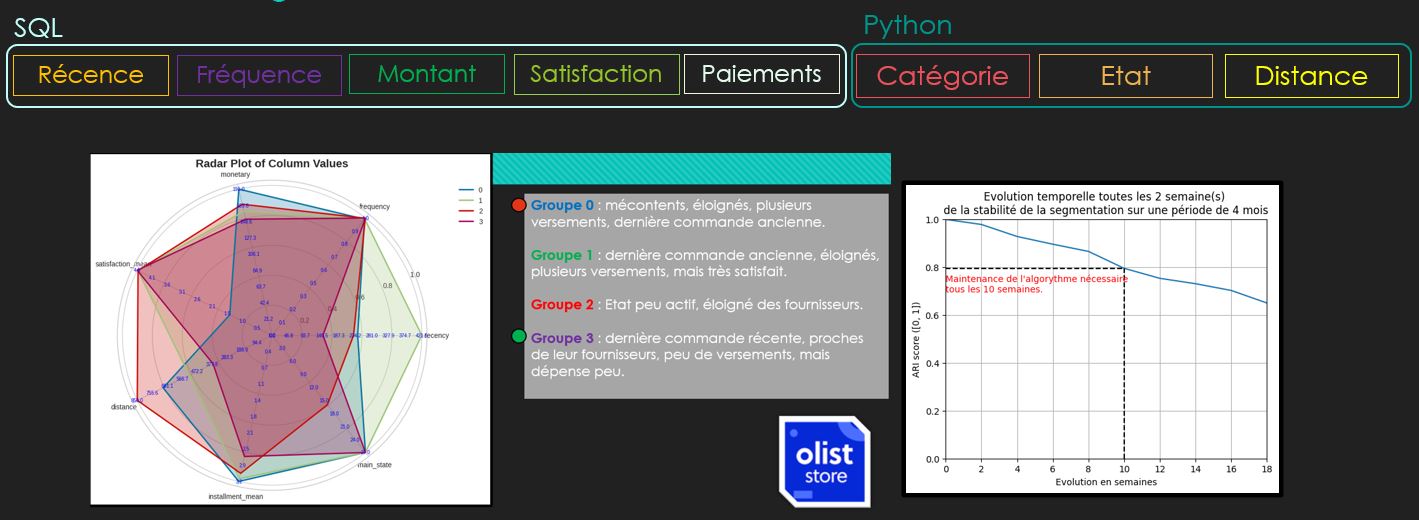 SQL
Python
Récence
Fréquence
Montant
Satisfaction
Paiements
Catégorie
Etat
Distance
Radar Plot of Column Values
monetary
frequency
satisfaction_mean
recency
distance
main_state
installment_mean
0
1
2
3
1.0
0.8
0.6
0.4
0.2
Groupe 0 : mécontents, éloignés, plusieurs
versements, dernière commande ancienne.
Groupe 1 : dernière commande ancienne, éloignés,
plusieurs versements, mais très satisfait.
Groupe 2 : Etat peu actif, éloigné des fournisseurs.
Groupe 3 : dernière commande récente, proches
de leur fournisseurs, peu de versements, mais
dépense peu.
olist
store
Evolution temporelle toutes les 2 semaine(s)
de la stabilité de la segmentation sur une période de 4 mois
1.0
0.8
Maintenance de l'algorythme nécessaire
tous les 10 semaines.
0.6
0.4
0.2
0.0
ARI score ([0, 1])
0 2 4 6 8 10 12 14 16 18
Evolution en semaines